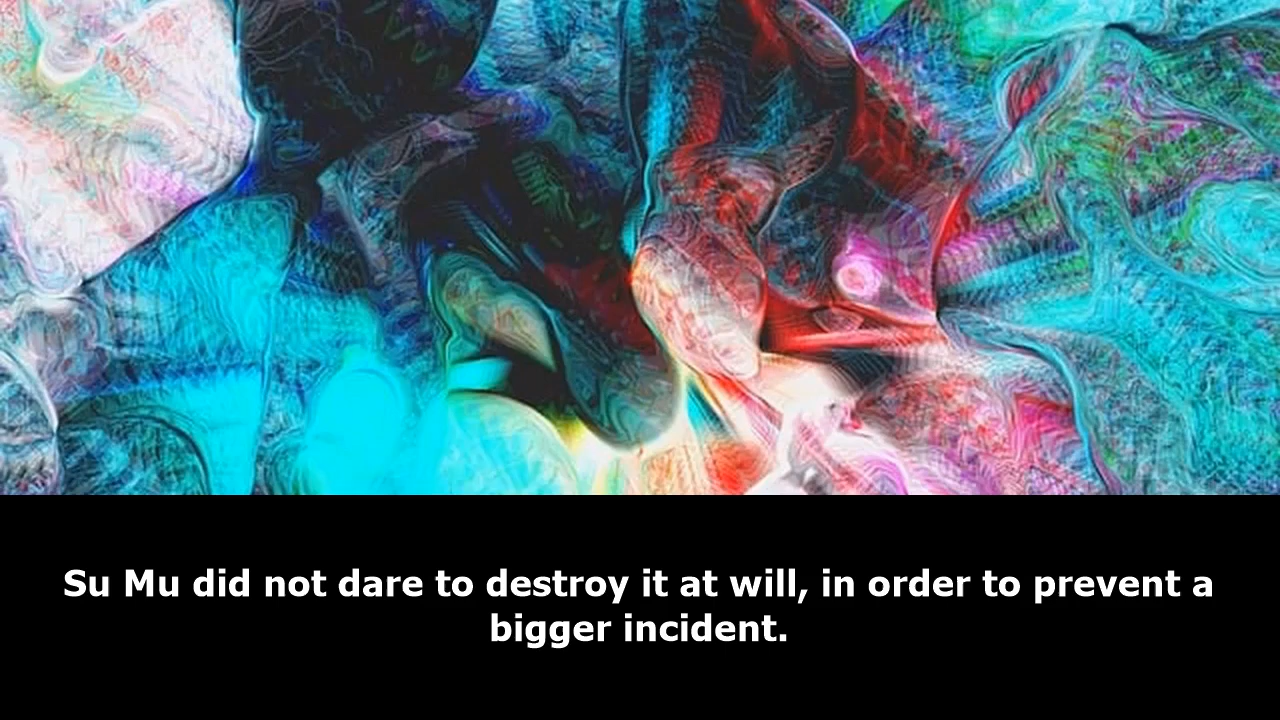 Su Mu did not dare to destroy it at will, in order to prevent a
bigger incident.